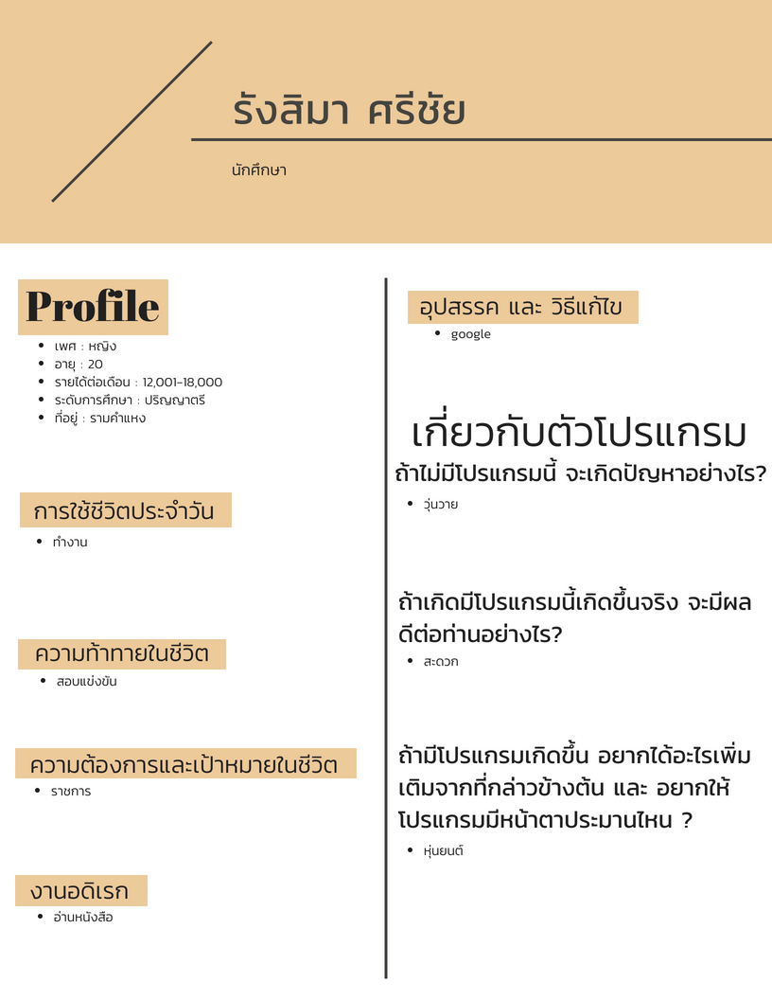 รังสิมา ศรีชัย
นักศึกษา
Profile
เพศ : หญิง
อายุ : 20
รายได้ต่อเดือน : 12,001-18,000
ระดับการศึกษา : ปริญญาตรี
ที่อยู่ : รามคำแหง
การใช้ชีวิตประจำวัน
ทำงาน
ความท้าทายในชีวิต
สอบแข่งขัน
ความต้องการและเป้าหมายในชีวิต
ราชการ
งานอดิเรก
อ่านหนังสือ
อุปสรรค และ วิธีแก้ไข
google
เกี่ยวกับตัวโปรแกรม
ถ้าไม่มีโปรแกรมนี้ จะเกิดปัญหาอย่างไร?
วุ่นวาย
ถ้าเกิดมีโปรแกรมนี้เกิดขึ้นจริง จะมีผล
ดีต่อท่านอย่างไร?
สะดวก
ถ้ามีโปรแกรมเกิดขึ้น อยากได้อะไรเพิ่ม
เติมจากที่กล่าวข้างต้น และ อยากให้
โปรแกรมมีหน้าตาประมานไหน ?
หุ่นยนต์